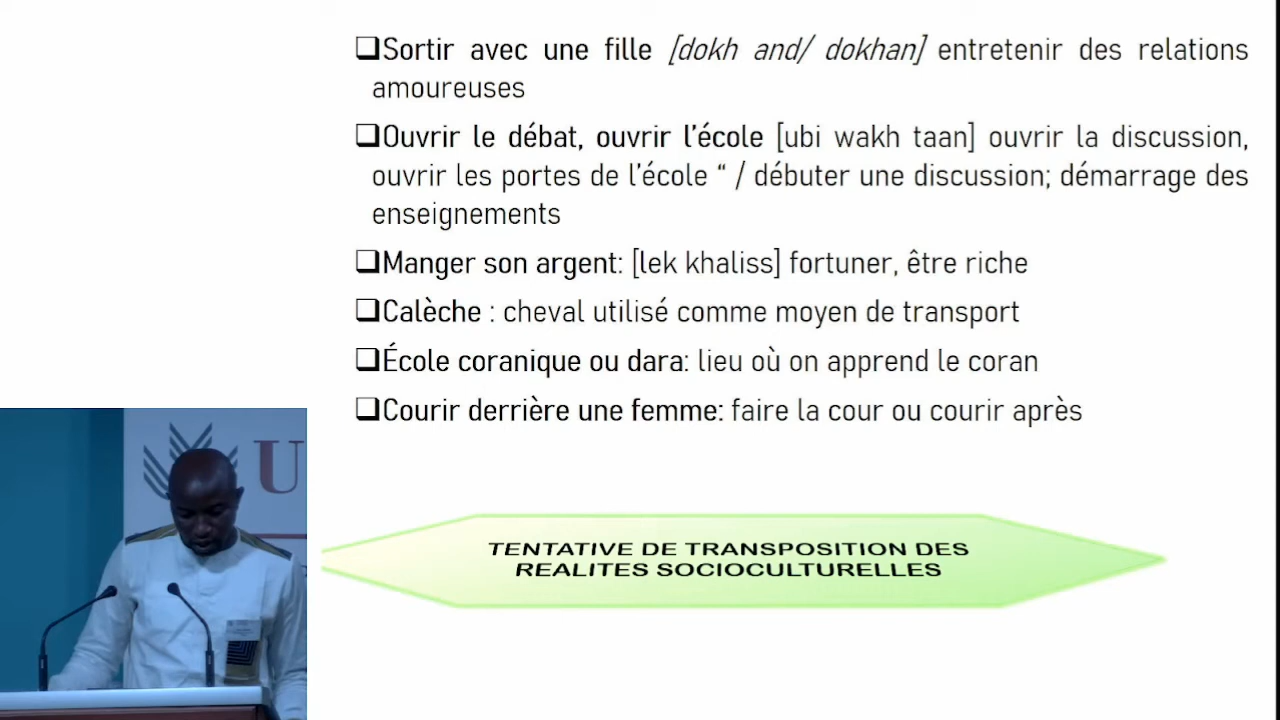 ❑Sortir avec une fille [dokh and/ dokhan] entretenir des relations
amoureuses
❑Ouvrir le débat, ouvrir l’école [ubi wakh taan] ouvrir la discussion,
ouvrir les portes de l’école “ / débuter une discussion; démarrage des
enseignements
❑Manger son argent: [lek khaliss] fortuner, être riche
❑Calèche : cheval utilisé comme moyen de transport
❑École coranique ou dara: lieu où on apprend le coran
❑Courir derrière une femme: faire la cour ou courir après
U
TENTATIVE DE TRANSPOSITION DES
REALITES SOCIOCULTURELLES